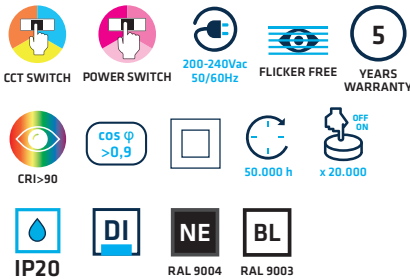 CCT SWITCH
POWER SWITCH
200-240Vac
50/60Hz
FLICKER FREE
5
YEARS
WARRANTY
CRI>90
cos φ
>0,9
50.000 h
OFF
ON
x 20.000
IP20
DI
NE
RAL 9004
BL
RAL 9003